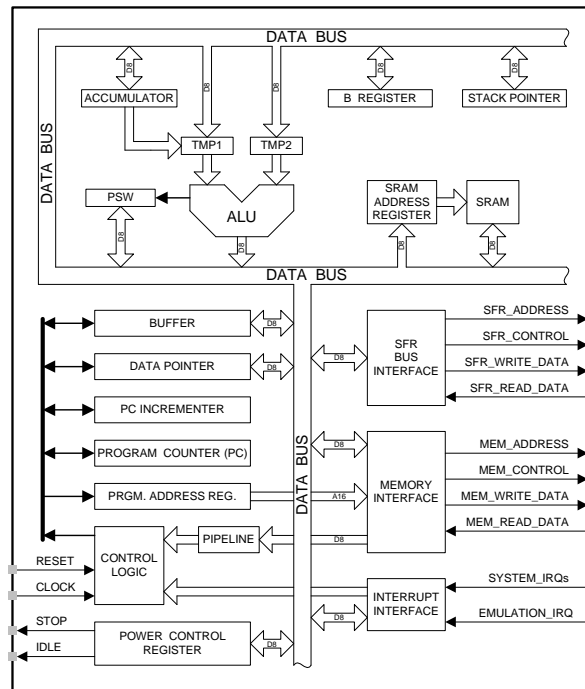 DATA BUS
D8
D8
D8
D8
D8
ACCUMULATOR
B REGISTER
STACK POINTER
DATA BUS
TMP1
TMP2
PSW
ALU
SRAM
ADDRESS
REGISTER
SRAM
D8
D8
D8
D8
DATA BUS
BUFFER
D8
DATA POINTER
D8
PC INCREMENTER
PROGRAM COUNTER (PC)
PRGM. ADDRESS REG.
A16
DATA BUS
D8
SFR
BUS
INTERFACE
SFR_ADDRESS
SFR_CONTROL
SFR_WRITE_DATA
SFR_READ_DATA
D8
MEMORY
INTERFACE
MEM_ADDRESS
MEM_CONTROL
MEM_WRITE_DATA
MEM_READ_DATA
CONTROL
LOGIC
PIPELINE
D8
RESET
CLOCK
INTERRUPT
INTERFACE
SYSTEM_IRQs
EMULATION_IRQ
D8
STOP
IDLE
POWER CONTROL
REGISTER
D8